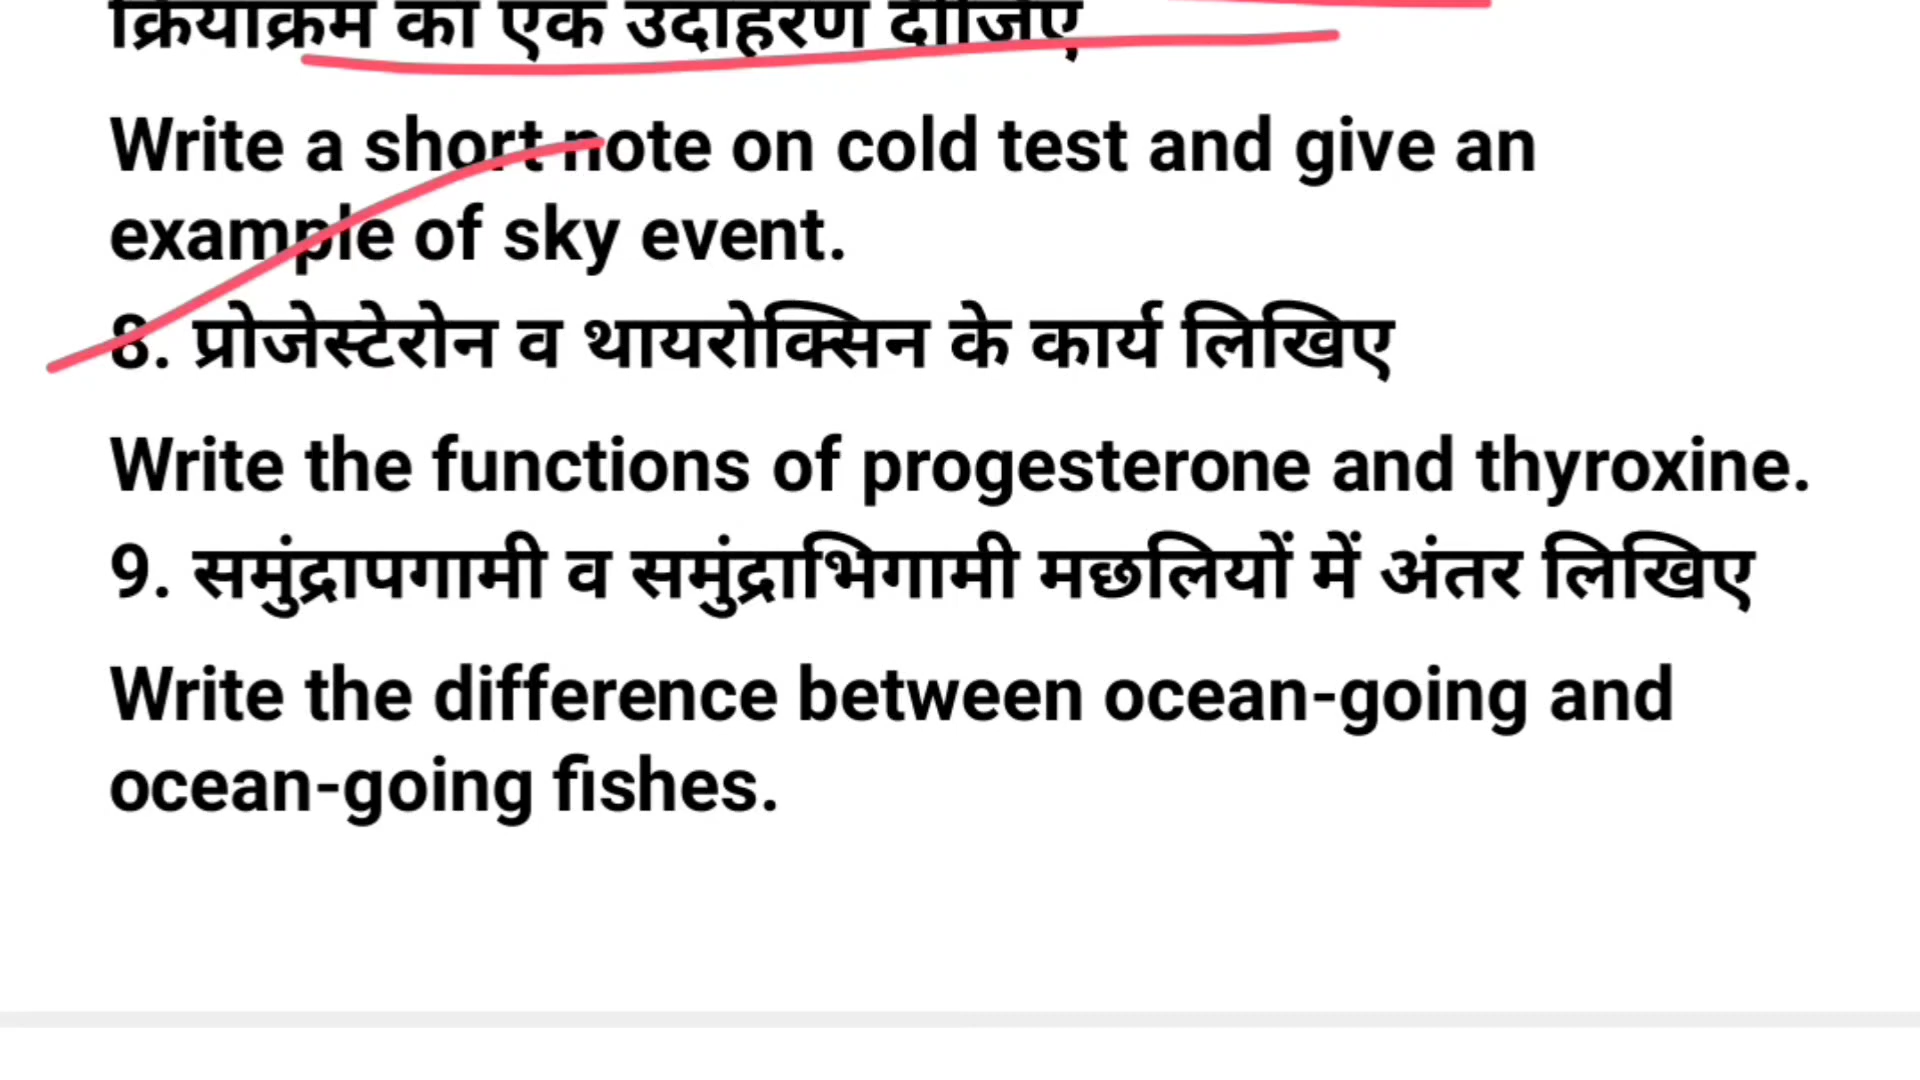 क्रियाक्रम का एक उदाहरण दीजिए
Write a short note on cold test and give an
example of sky event.
8. प्रोजेस्टेरोन व थायरोक्सिन के कार्य लिखिए
Write the functions of progesterone and thyroxine.
9. समुंद्रापगामी व समुंद्राभिगामी मछलियों में अंतर लिखिए
Write the difference between ocean-going and
ocean-going fishes.